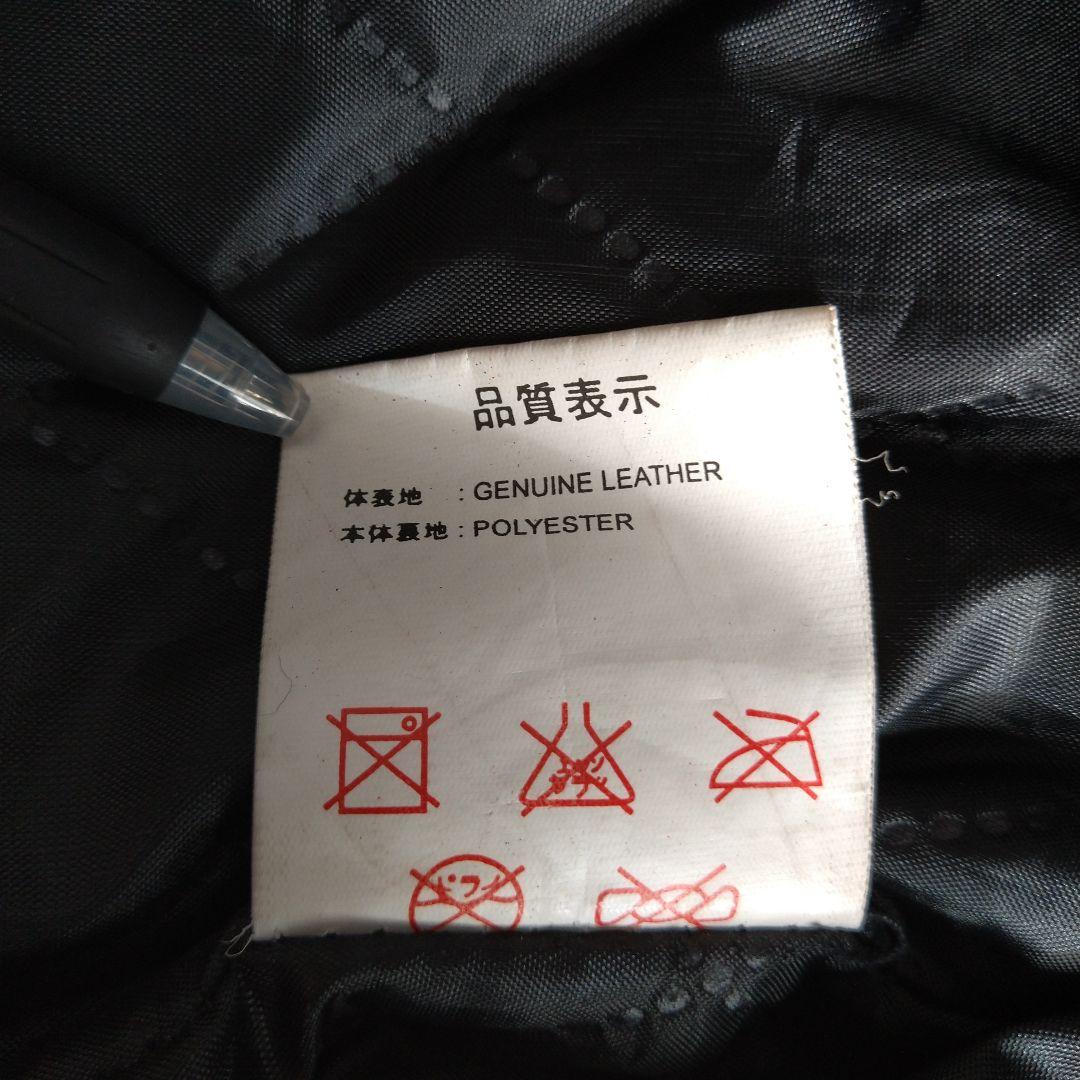 品質表示
体表地 : GENUINE LEATHER
本体裏地 : POLYESTER